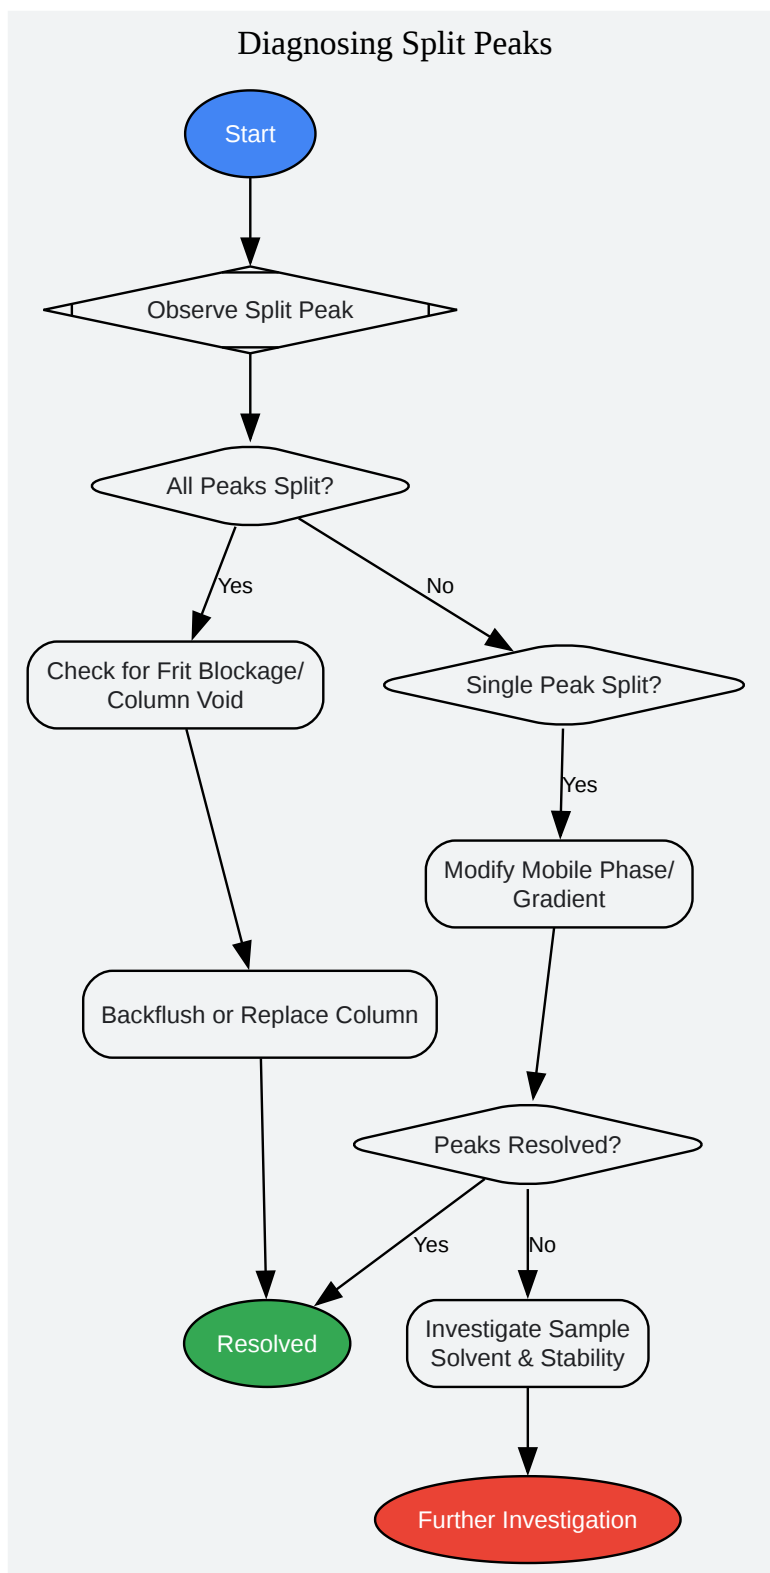 Diagnosing Split Peaks
Start
Observe Split Peak
All Peaks Split?
Yes
No
Check for Frit Blockage/
Column Void
Single Peak Split?
Yes
Modify Mobile Phase/
Gradient
Backflush or Replace Column
Peaks Resolved?
Yes
No
Resolved
Investigate Sample
Solvent & Stability
Further Investigation